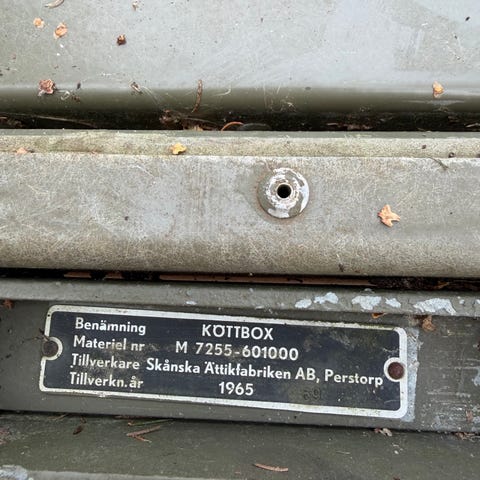 Benämning KÖTTBOX
Materiel nr M 7255-601000
Tillverkare Skånska Ättikfabriken AB, Perstorp
Tillverkn.år 1965